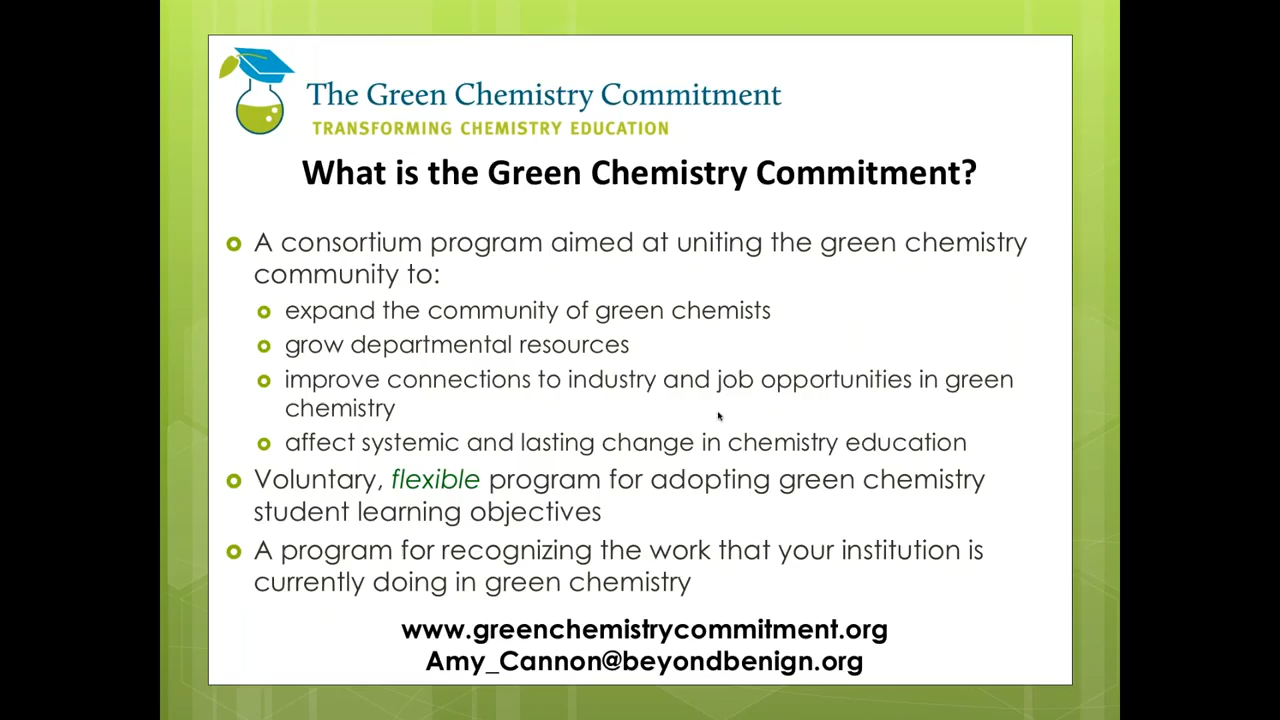 The Green Chemistry Commitment
TRANSFORMING CHEMISTRY EDUCATION
What is the Green Chemistry Commitment?
A consortium program aimed at uniting the green chemistry
community to:
expand the community of green chemists
grow departmental resources
improve connections to industry and job opportunities in green
chemistry
affect systemic and lasting change in chemistry education
Voluntary, flexible program for adopting green chemistry
student learning objectives
A program for recognizing the work that your institution is
currently doing in green chemistry
www.greenchemistrycommitment.org
Amy_Cannon@beyondbenign.org